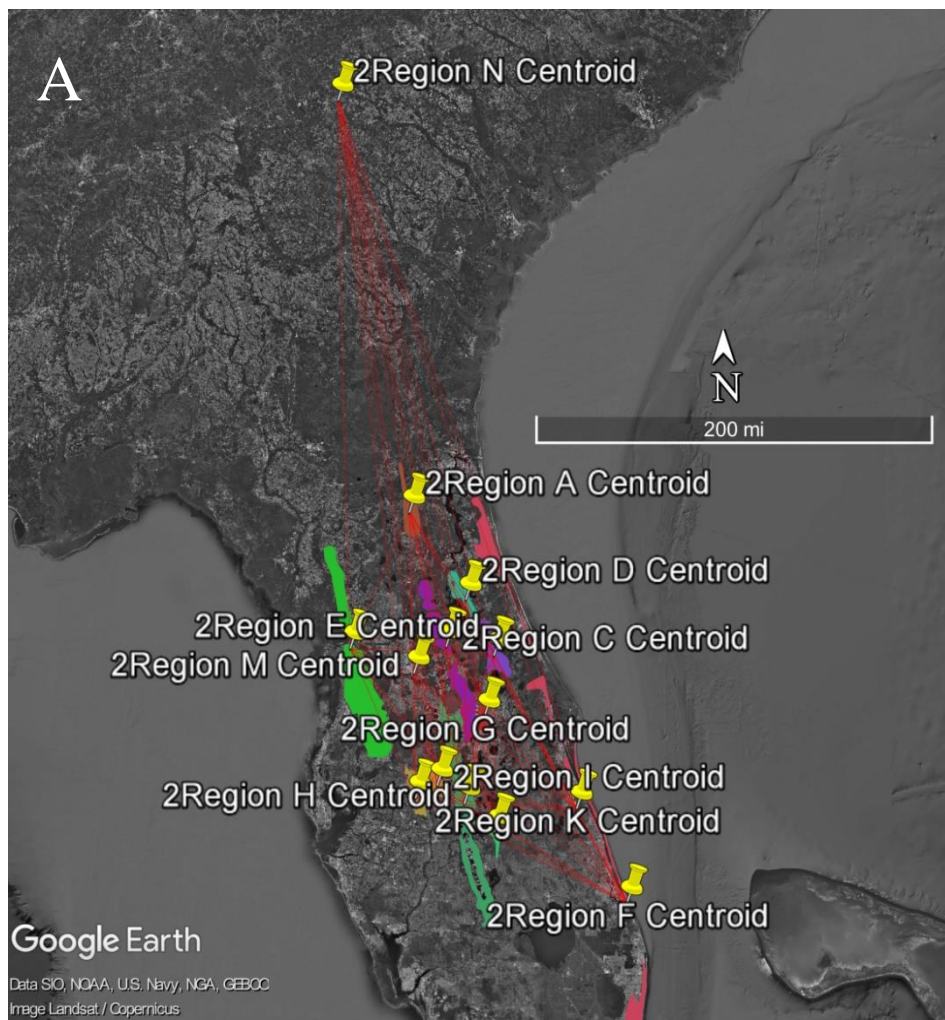 A
2Region N Centroid
N
200 mi
2Region A Centroid
2Region D Centroid
2Region E Centroid
2Region C Centroid
2Region M Centroid
2Region G Centroid
2Region I Centroid
2Region H Centroid
2Region K Centroid
2Region F Centroid
Google Earth
Data SIO, NOAA, U.S. Navy, NGA, GEBCO
Image Landsat / Copernicus